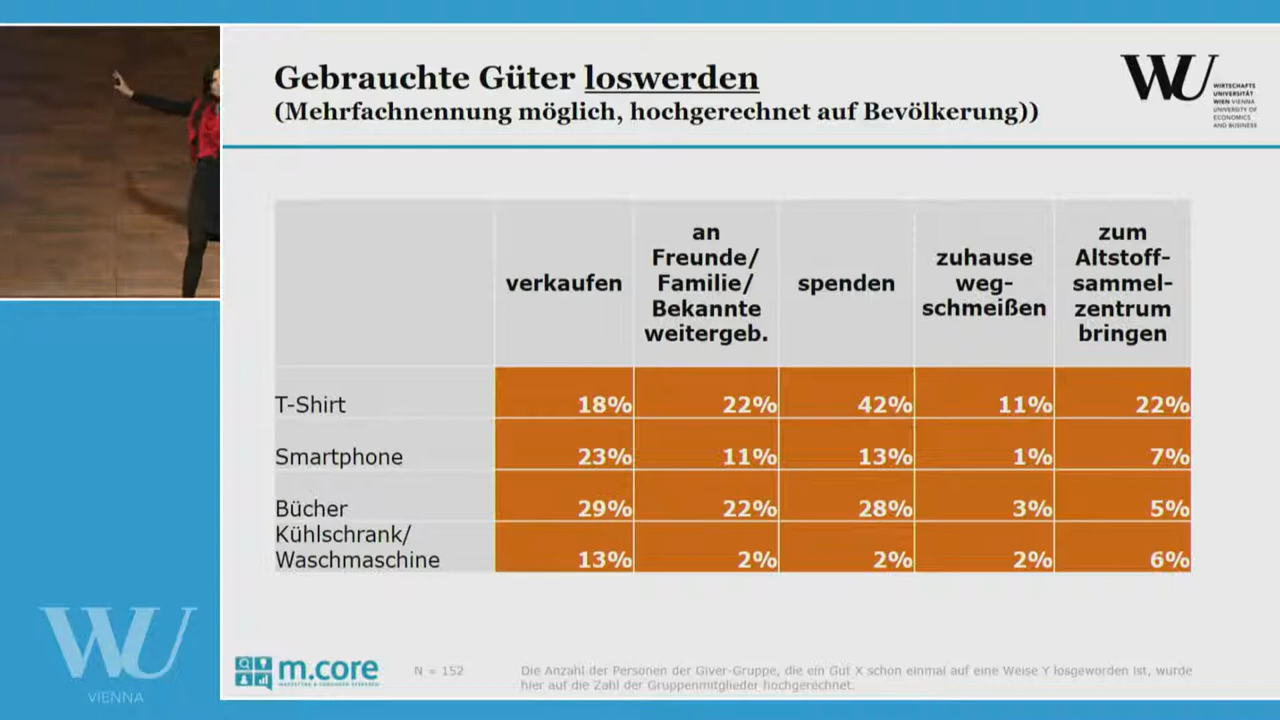 Gebrauchte Güter loswerden
(Mehrfachnennung möglich, hochgerechnet auf Bevölkerung))
WU
WIRTSCHAFTS
UNIVERSITÄT
WIEN VIENNA
UNIVERSITY OF
ECONOMICS
AND BUSINESS
verkaufen
an
Freunde/
Familie/
Bekannte
weitergeb.
spenden
zuhause
weg-
schmeißen
zum
Altstoff-
sammel-
zentrum
bringen
T-Shirt 18% 22% 42% 11% 22%
Smartphone 23% 11% 13% 1% 7%
Bücher 29% 22% 28% 3% 5%
Kühlschrank/
Waschmaschine 13% 2% 2% 2% 6%
WU
VIENNA
m.core
N = 152
Die Anzahl der Personen der Giver-Gruppe, die ein Gut X schon einmal auf eine Weise Y losgeworden ist, wurde
hier auf die Zahl der Gruppenmitglieder hochgerechnet.